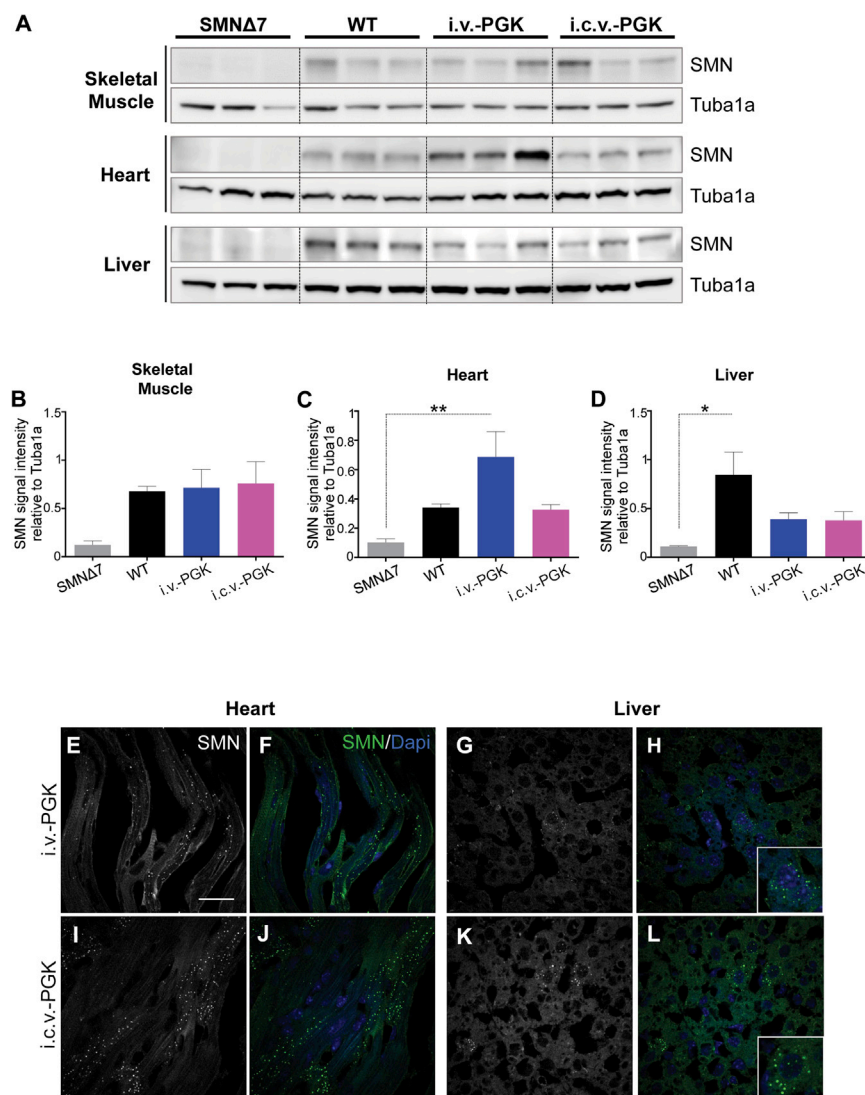 A
SMNΔ7 WT i.v.-PGK i.c.v.-PGK
Skeletal
Muscle
SMN
Tuba1a
Heart
SMN
Tuba1a
Liver
SMN
Tuba1a
B
Skeletal
Muscle
SMN signal intensity
relative to Tuba1a
1.5
1
0.5
0
SMNΔ7 WT i.v.-PGK i.c.v.-PGK
C
Heart
SMN signal intensity
relative to Tuba1a
1
0.8
0.6
0.4
0.2
0
**
SMNΔ7 WT i.v.-PGK i.c.v.-PGK
D
Liver
SMN signal intensity
relative to Tuba1a
1.5
1
0.5
0
*
SMNΔ7 WT i.v.-PGK i.c.v.-PGK
Heart Liver
i.v.-PGK
E SMN
F SMN/Dapi
G
H
i.c.v.-PGK
I
J
K
L